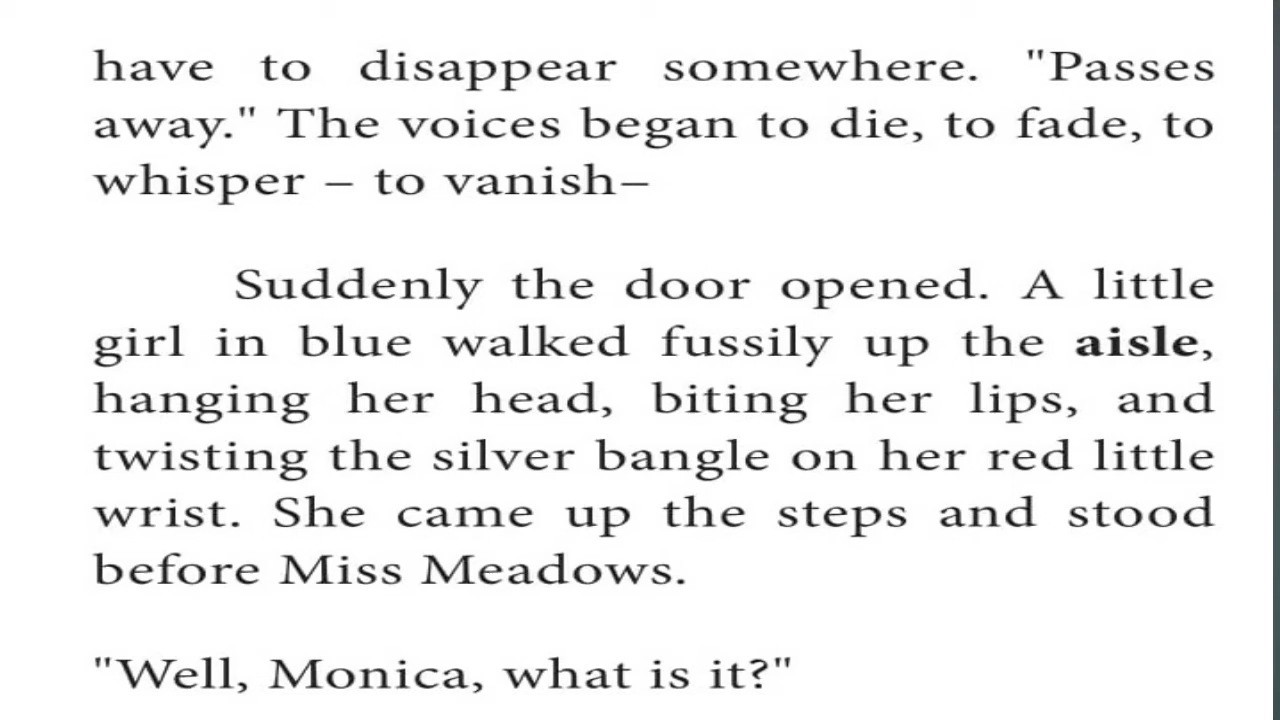 have to disappear somewhere. "Passes
away." The voices began to die, to fade, to
whisper – to vanish–
Suddenly the door opened. A little
girl in blue walked fussily up the aisle,
hanging her head, biting her lips, and
twisting the silver bangle on her red little
wrist. She came up the steps and stood
before Miss Meadows.
"Well, Monica, what is it?"